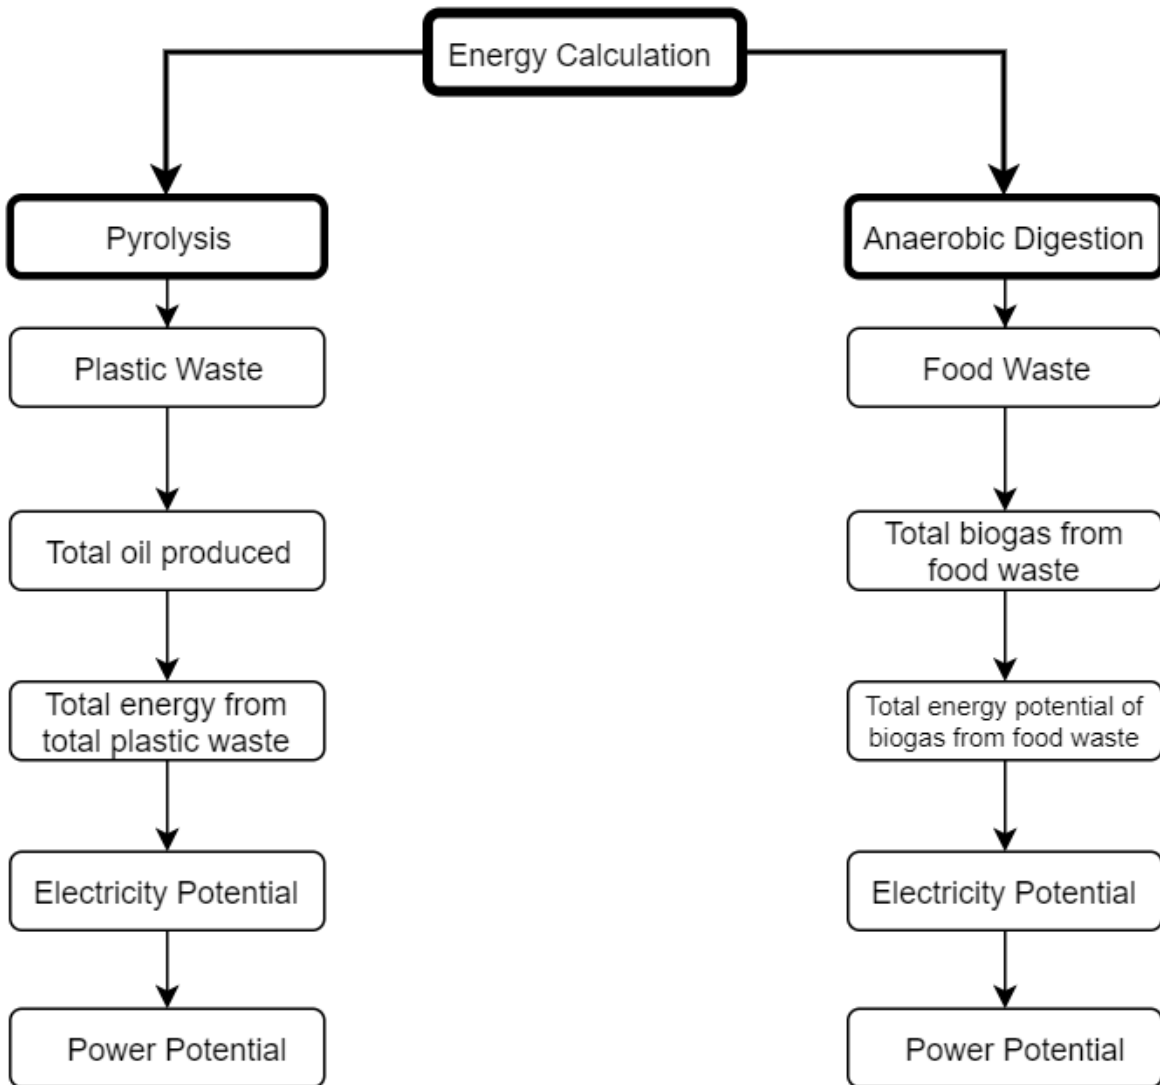 Energy Calculation
Pyrolysis
Anaerobic Digestion
Plastic Waste
Food Waste
Total oil produced
Total biogas from
food waste
Total energy from
total plastic waste
Total energy potential of
biogas from food waste
Electricity Potential
Electricity Potential
Power Potential
Power Potential